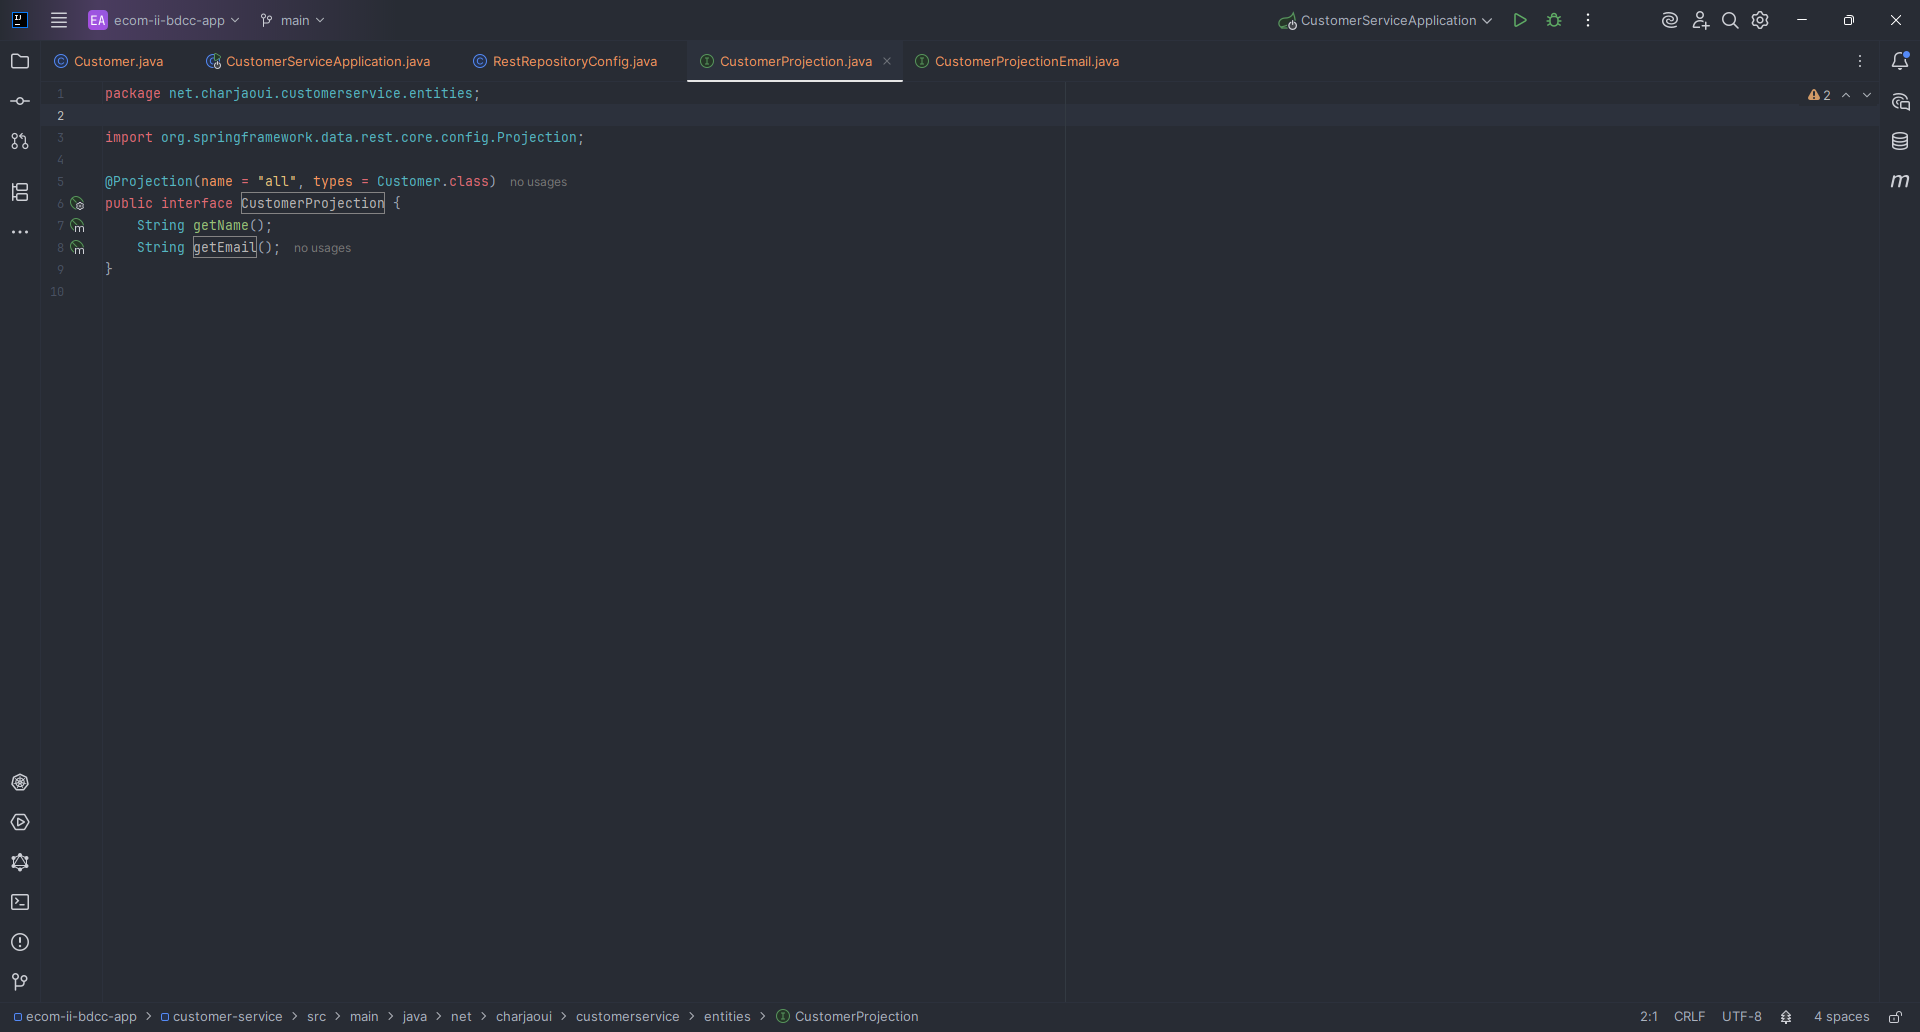 EA ecom-ii-bdcc-app main CustomerServiceApplication
Customer.java CustomerServiceApplication.java RestRepositoryConfig.java CustomerProjection.java CustomerProjectionEmail.java
1 package net.charjaoui.customerservice.entities; 2
2
3 import org.springframework.data.rest.core.config.Projection;
4
5 @Projection(name = "all", types = Customer.class) no usages
6 public interface CustomerProjection {
7 String getName();
8 String getEmail(); no usages
9 }
10
ecom-ii-bdcc-app > customer-service > src > main > java > net > charjaoui > customerservice > entities > CustomerProjection 2:1 CRLF UTF-8 4 spaces